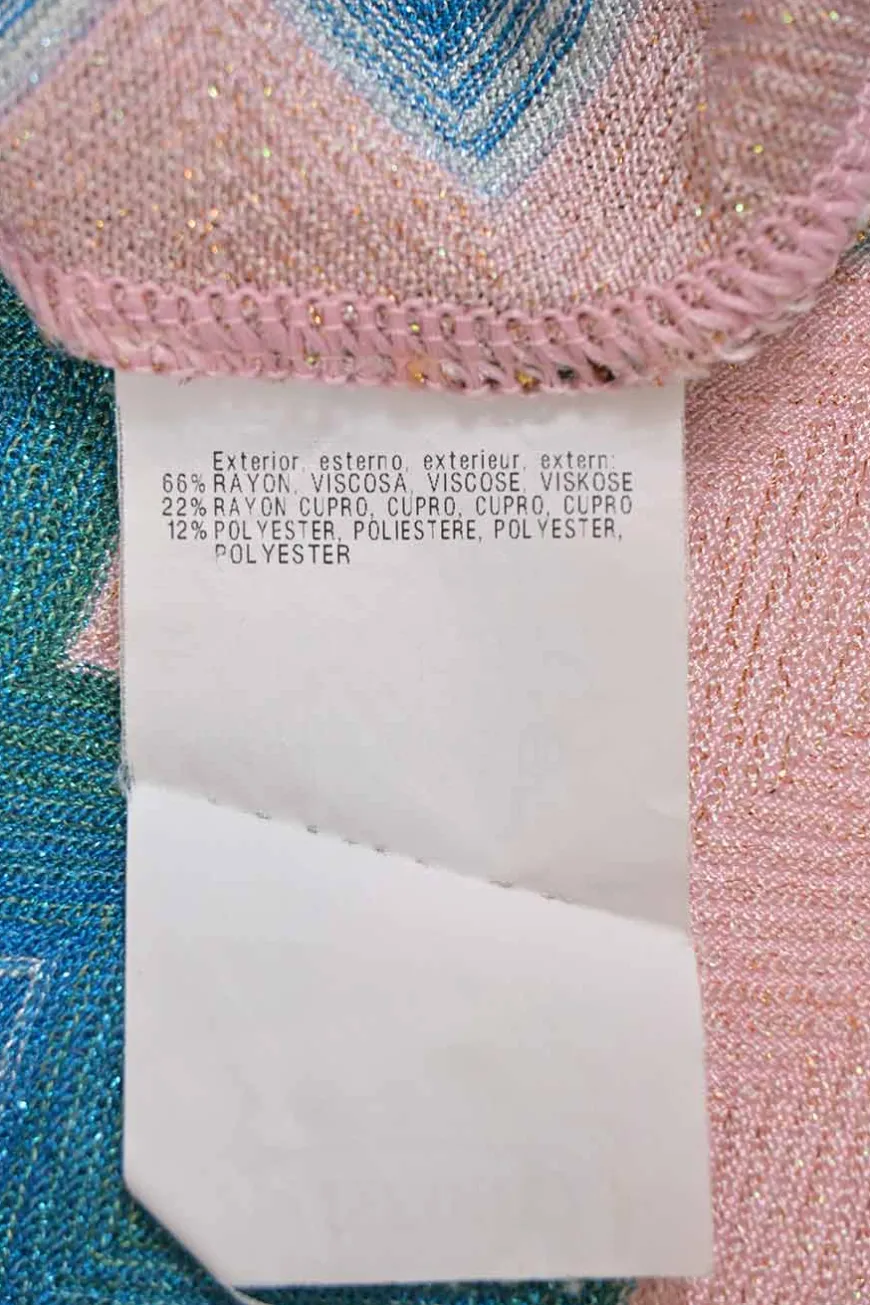 Exterior, esterno, exterieur, extern:
66% RAYON, VISCOSA, VISCOSE, VISKOSE
22% RAYON CUPRO, CUPRO, CUPRO, CUPRO
12% POLYESTER, POLIESTERE, POLYESTER,
POLYESTER